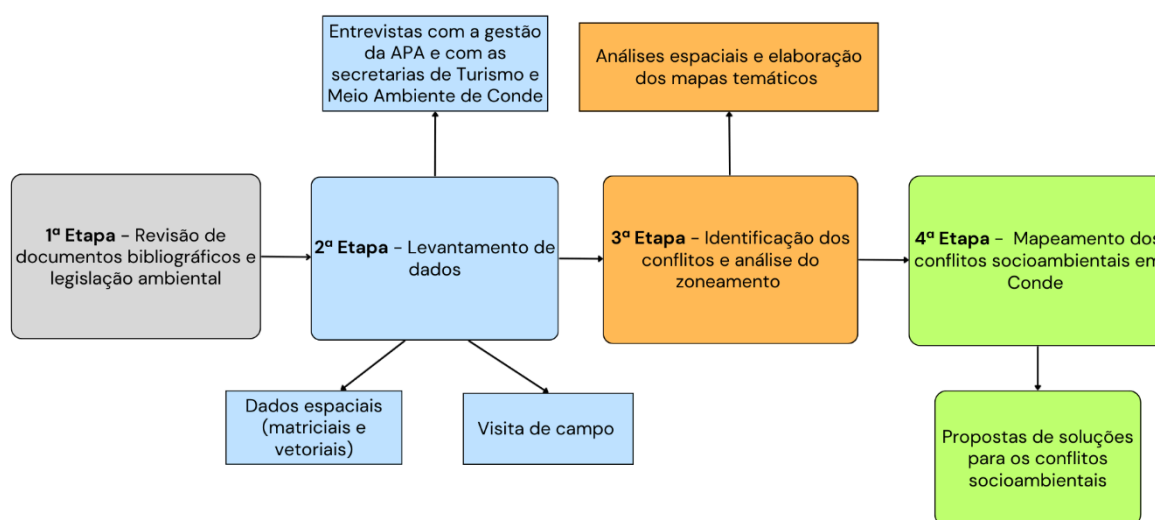 Entrevistas com a gestão
da APA e com as
secretarias de Turismo e
Meio Ambiente de Conde
Análises espaciais e elaboração
dos mapas temáticos
1ª Etapa - Revisão de
documentos bibliográficos e
legislação ambiental
2ª Etapa - Levantamento de
dados
3ª Etapa - Identificação dos
conflitos e análise do
zoneamento
4ª Etapa - Mapeamento dos
conflitos socioambientais em
Conde
Dados espaciais
(matriciais e
vetoriais)
Visita de campo
Propostas de soluções
para os conflitos
socioambientais